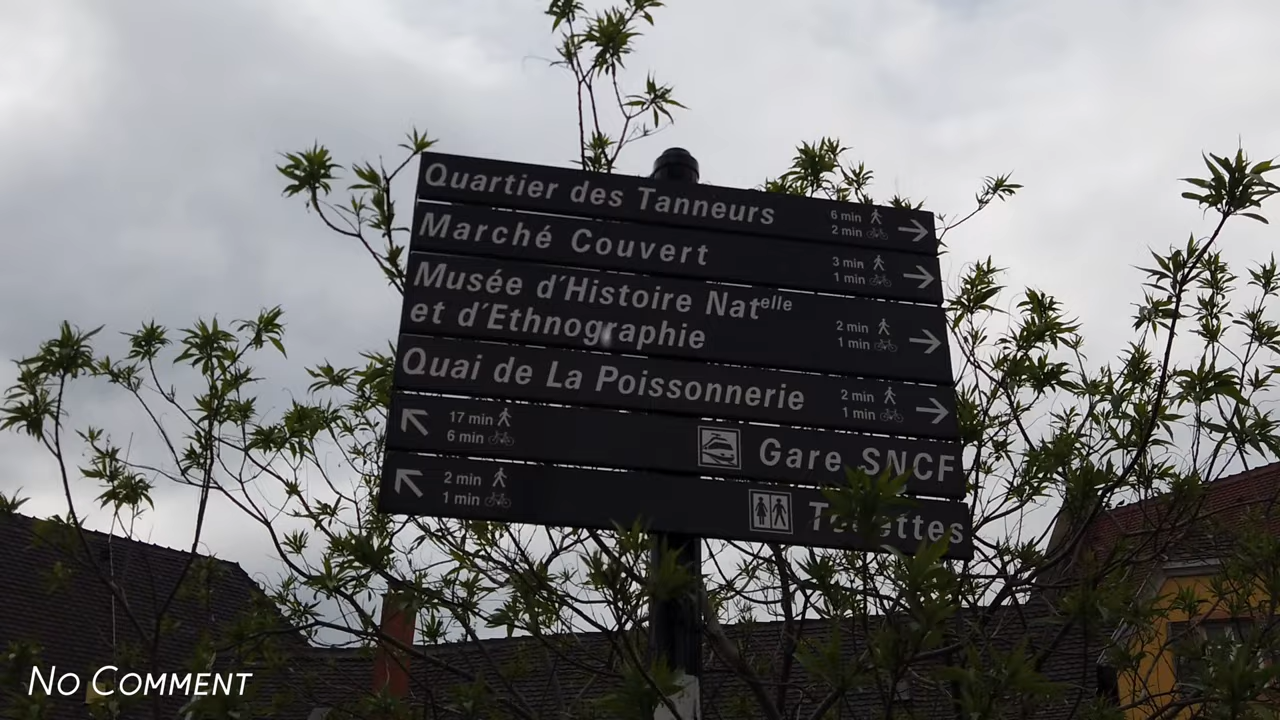 Quartier des Tanneurs 6 min 2 min
Marché Couvert 3 min 1 min
Musée d'Histoire Natelle
et d'Ethnographie 2 min 1 min
Quai de La Poissonnerie 2 min 1 min
17 min 6 min Gare SNCF
2 min 1 min Toilettes
No Comment